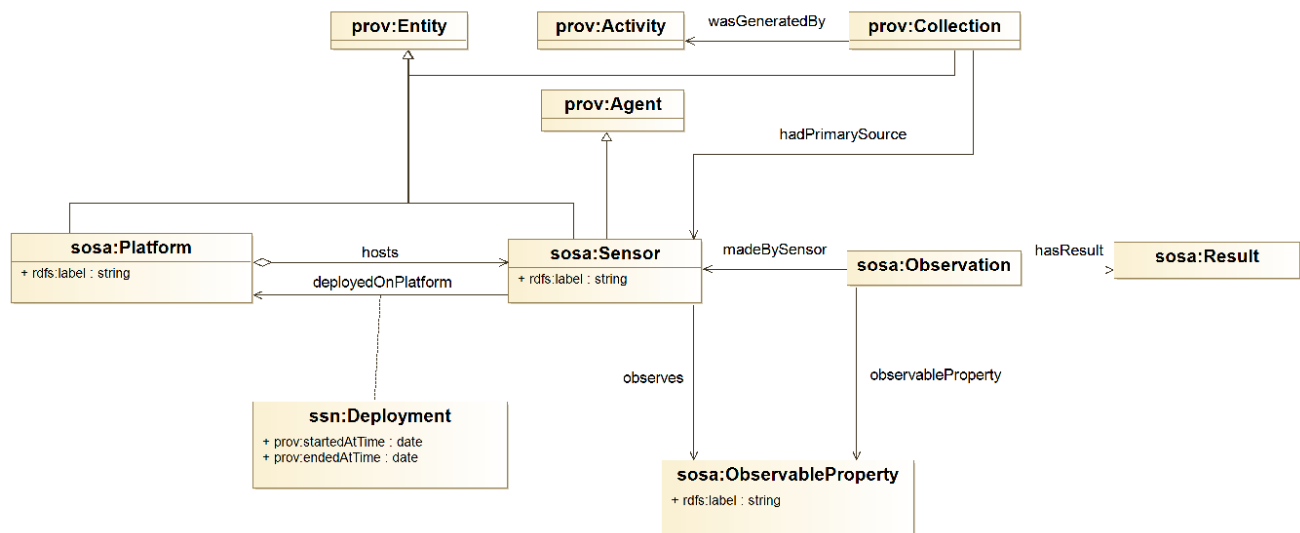 prov:Entity
prov:Activity
wasGeneratedBy
prov:Collection
prov:Agent
hadPrimarySource
sosa:Platform
+ rdfs:label : string
hosts
deployedOnPlatform
sosa:Sensor
+ rdfs:label : string
madeBySensor
sosa:Observation
hasResult
sosa:Result
observes
observableProperty
ssn:Deployment
+ prov:startedAtTime : date
+ prov:endedAtTime : date
sosa:ObservableProperty
+ rdfs:label : string